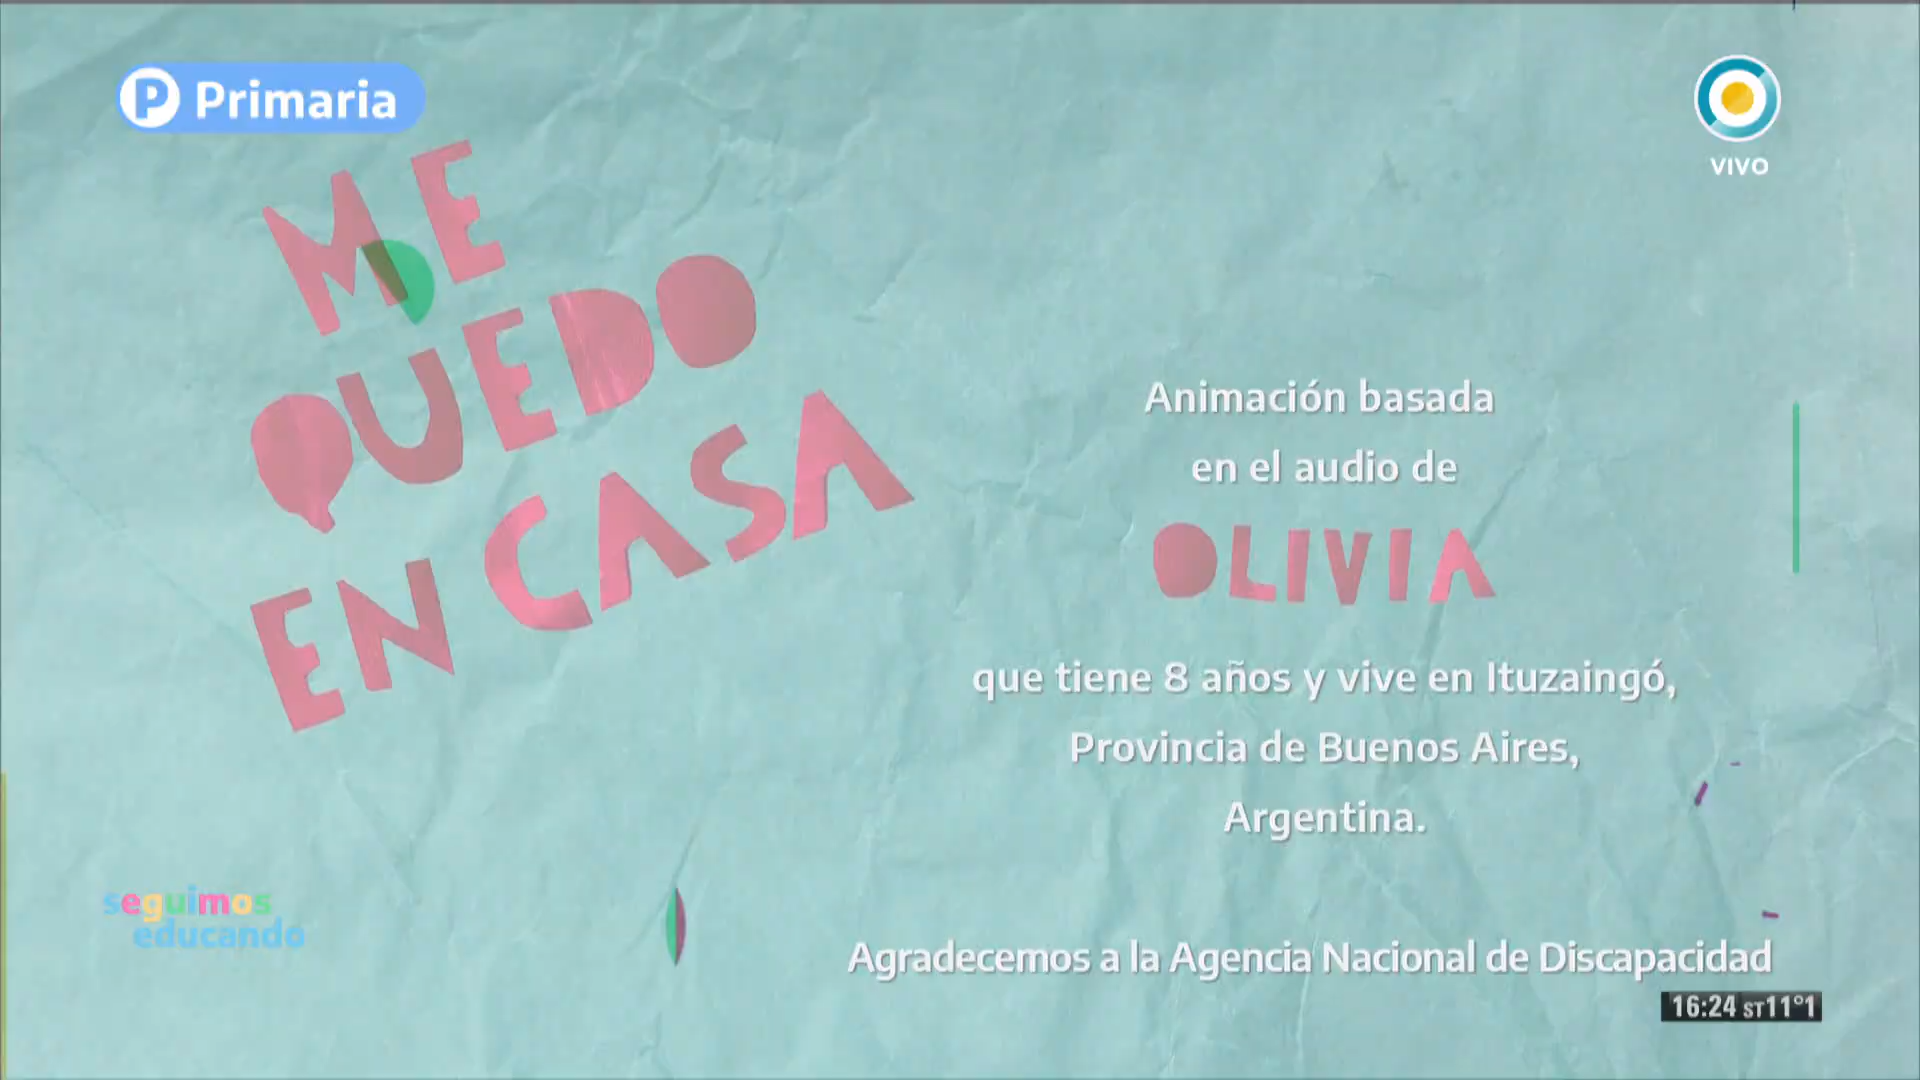 P Primaria
VIVO
ME
QUEDO
EN CASA
Animación basada
en el audio de
OLIVIA
que tiene 8 años y vive en Ituzaingó,
Provincia de Buenos Aires,
Argentina.
seguimos
educando
Agradecemos a la Agencia Nacional de Discapacidad
16:24 ST11°1